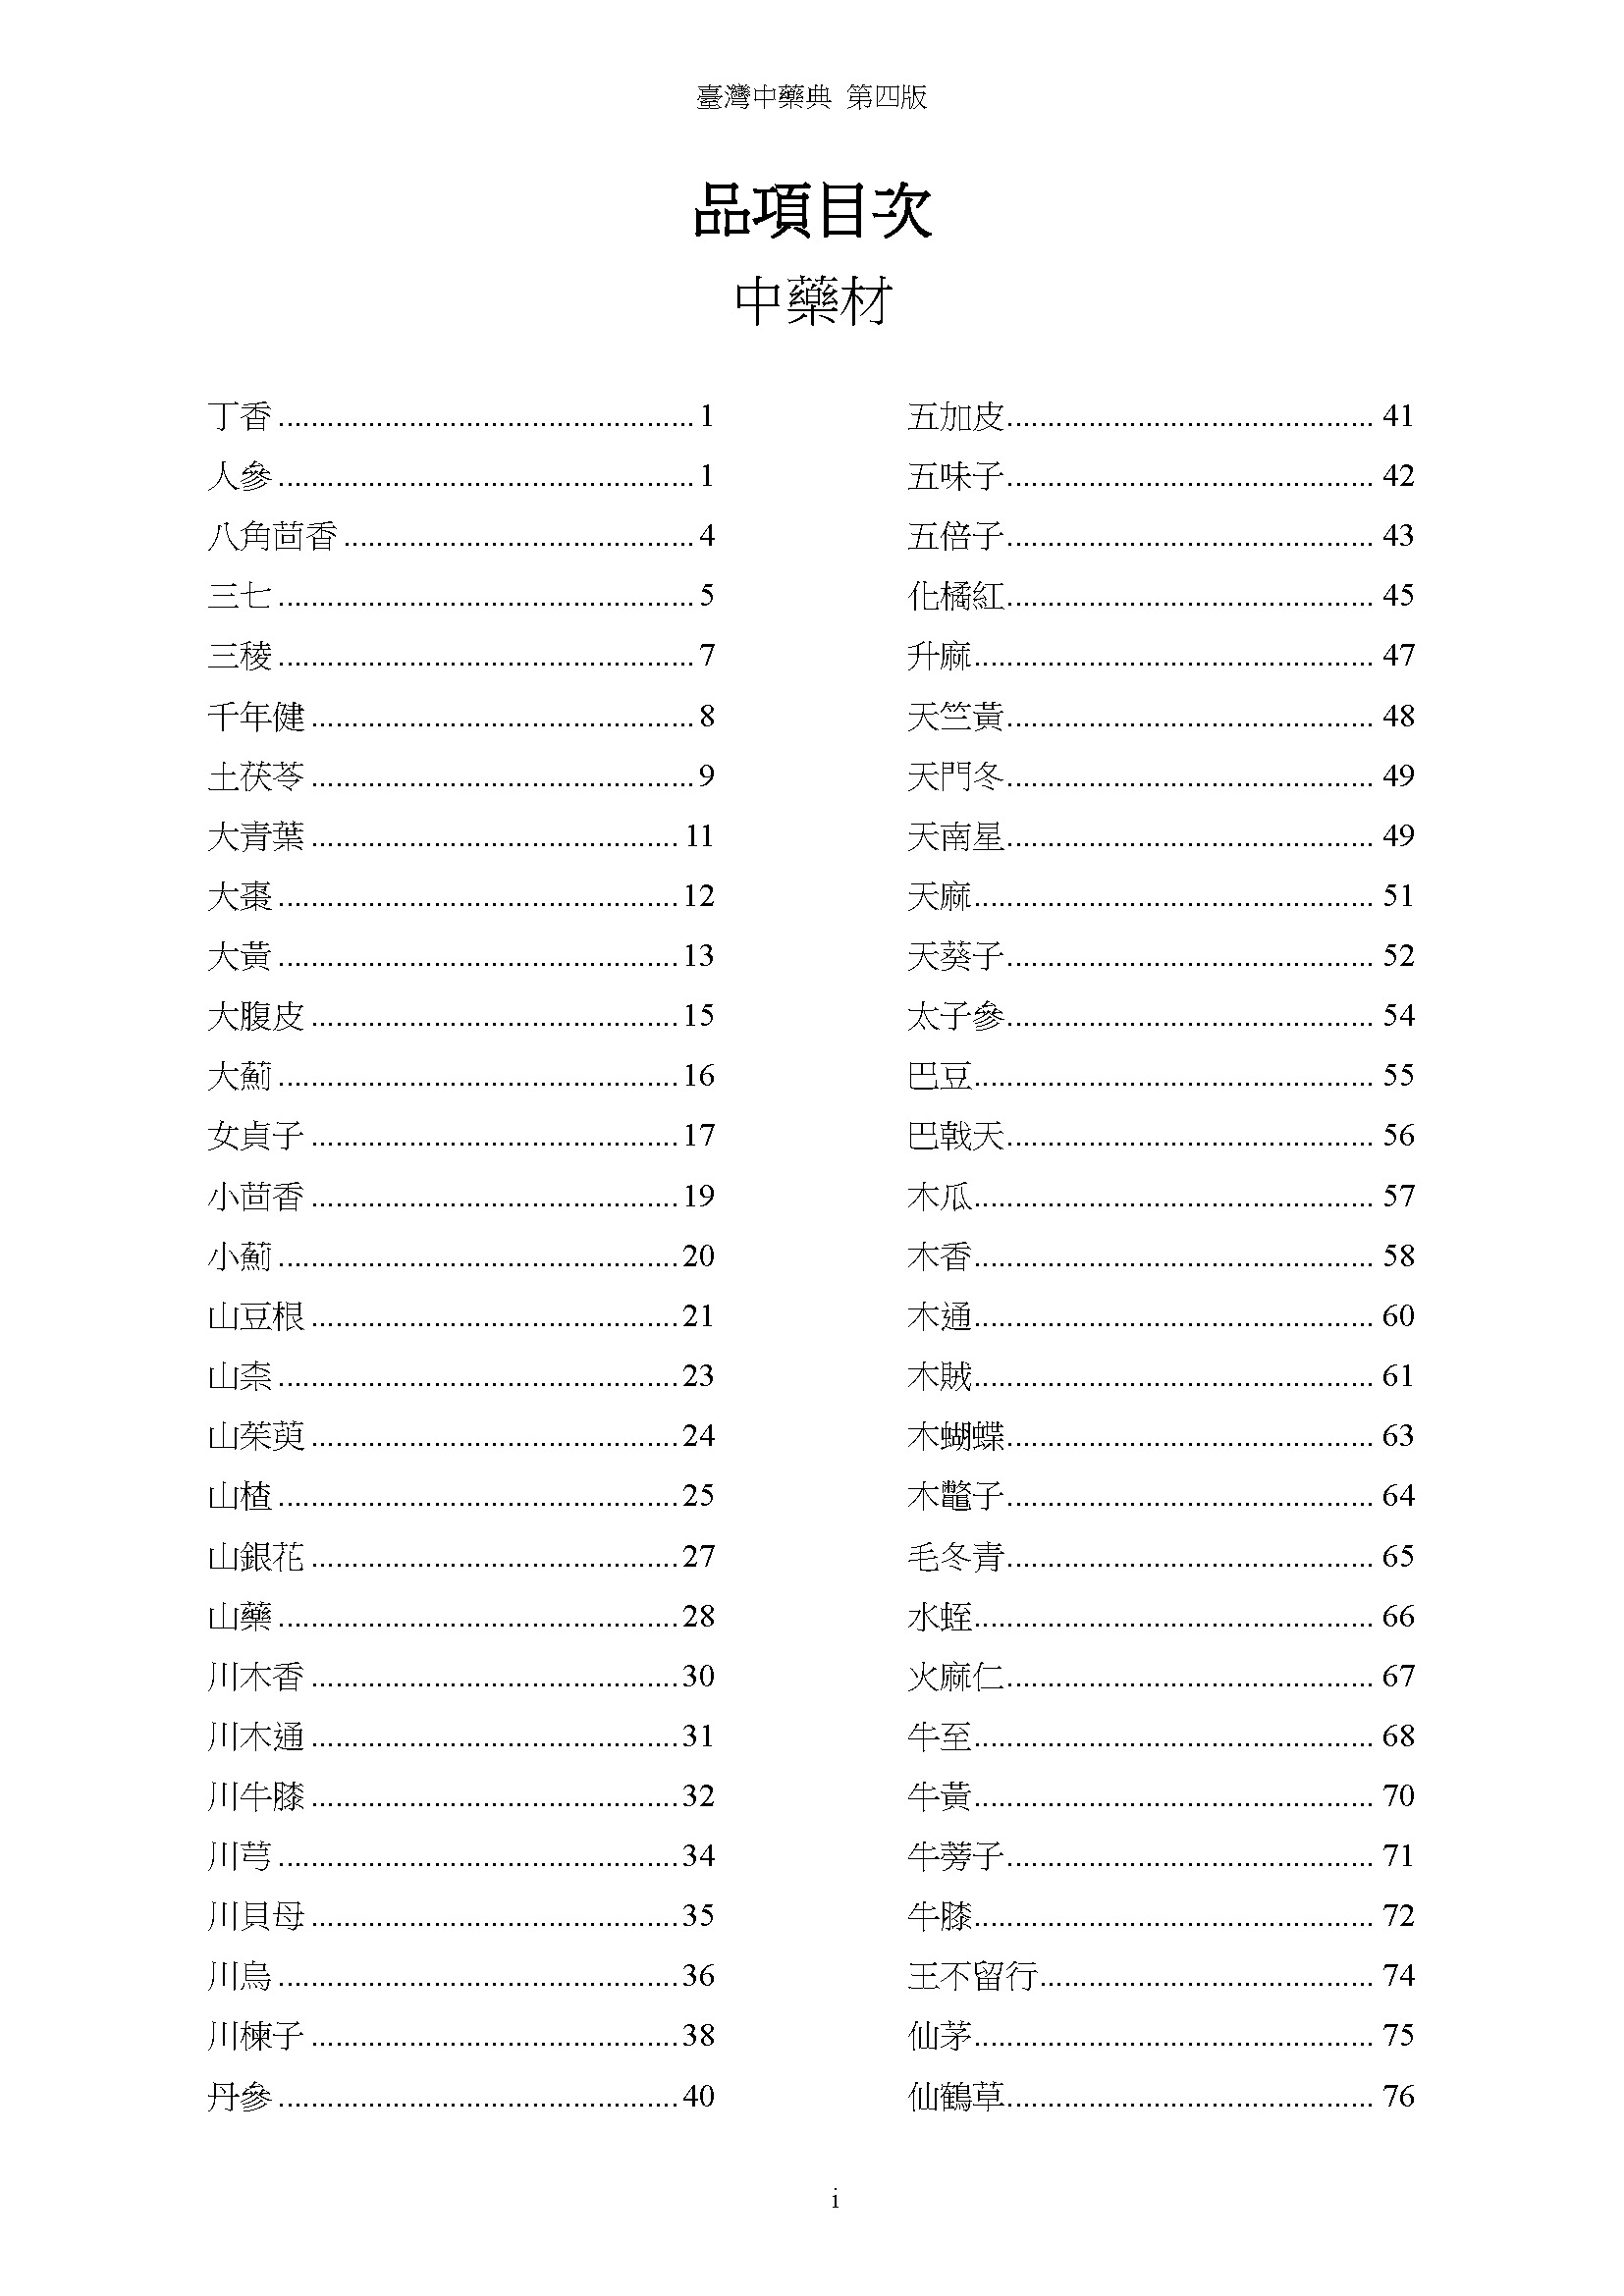 臺灣中藥典 第四版
品項目次
中藥材
丁香 ................................................... 1
人參 ................................................... 1
八角茴香 ........................................... 4
三七 ................................................... 5
三稜 ................................................... 7
千年健 ............................................... 8
土茯苓 ............................................... 9
大青葉 ............................................. 11
大棗 ................................................. 12
大黃 ................................................. 13
大腹皮 ............................................. 15
大薊 ................................................. 16
女貞子 ............................................. 17
小茴香 ............................................. 19
小薊 ................................................. 20
山豆根 ............................................. 21
山柰 ................................................. 23
山茱萸 ............................................. 24
山楂 ................................................. 25
山銀花 ............................................. 27
山藥 ................................................. 28
川木香 ............................................. 30
川木通 ............................................. 31
川牛膝 ............................................. 32
川芎 ................................................. 34
川貝母 ............................................. 35
川烏 ................................................. 36
川楝子 ............................................. 38
丹參 ................................................. 40
五加皮............................................. 41
五味子............................................. 42
五倍子............................................. 43
化橘紅............................................. 45
升麻................................................. 47
天竺黃............................................. 48
天門冬............................................. 49
天南星............................................. 49
天麻................................................. 51
天葵子............................................. 52
太子參............................................. 54
巴豆................................................. 55
巴戟天............................................. 56
木瓜................................................. 57
木香................................................. 58
木通................................................. 60
木賊................................................. 61
木蝴蝶............................................. 63
木鼈子............................................. 64
毛冬青............................................. 65
水蛭................................................. 66
火麻仁............................................. 67
牛至................................................. 68
牛黃................................................. 70
牛蒡子............................................. 71
牛膝................................................. 72
王不留行......................................... 74
仙茅................................................. 75
仙鶴草............................................. 76
i